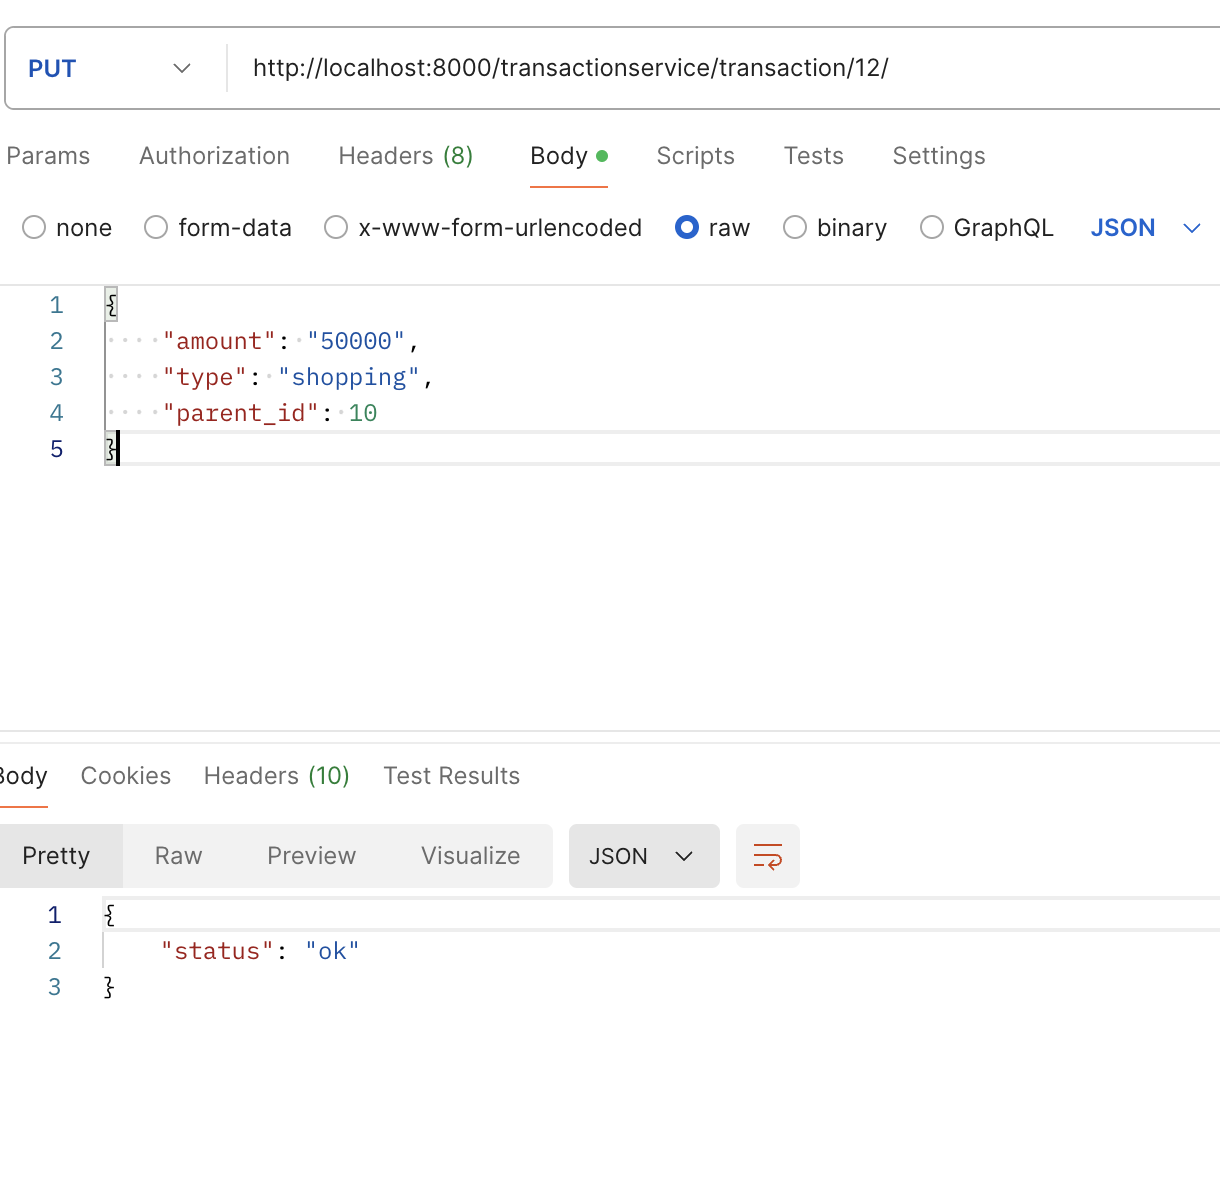 PUT http://localhost:8000/transactionservice/transaction/12/
Params Authorization Headers (8) Body Scripts Tests Settings
none form-data x-www-form-urlencoded raw binary GraphQL JSON
1 {
2 "amount": "50000",
3 "type": "shopping",
4 "parent_id": 10
5 }
Body Cookies Headers (10) Test Results
Pretty Raw Preview Visualize JSON
1 {
2 "status": "ok"
3 }